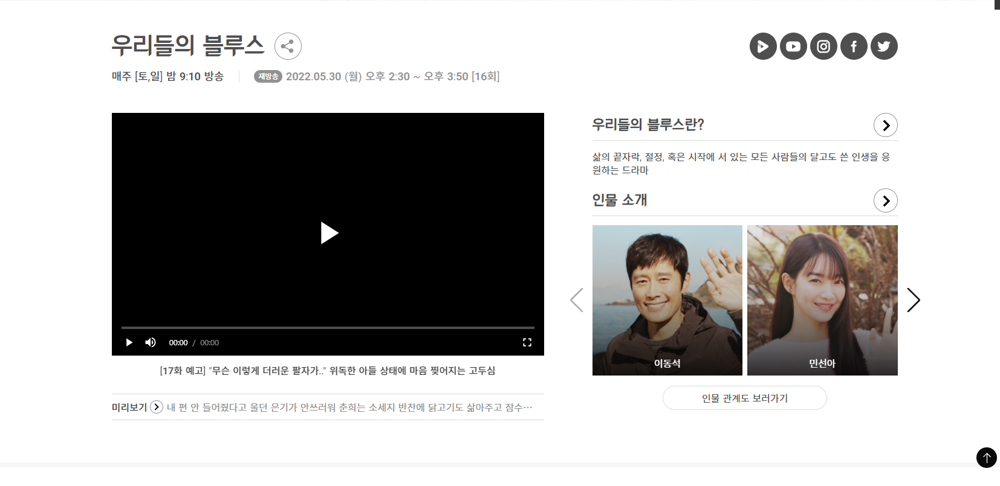 우리들의 블루스
매주 [토,일] 밤 9:10 방송
재방송 2022.05.30 (월) 오후 2:30 ~ 오후 3:50 [16회]
00:00 / 00:00
[17화 예고] "무슨 이렇게 더러운 팔자가.." 위독한 아들 상태에 마음 찢어지는 고두심
미리보기 내 편 안 들어줬다고 울던 은기가 안쓰러워 춘희는 소세지 반찬에 닭고기도 삶아주고 잠수…
우리들의 블루스란?
삶의 끝자락, 절정, 혹은 시작에 서 있는 모든 사람들의 달고도 쓴 인생을 응
원하는 드라마
인물 소개
이동석
민선아
인물 관계도 보러가기